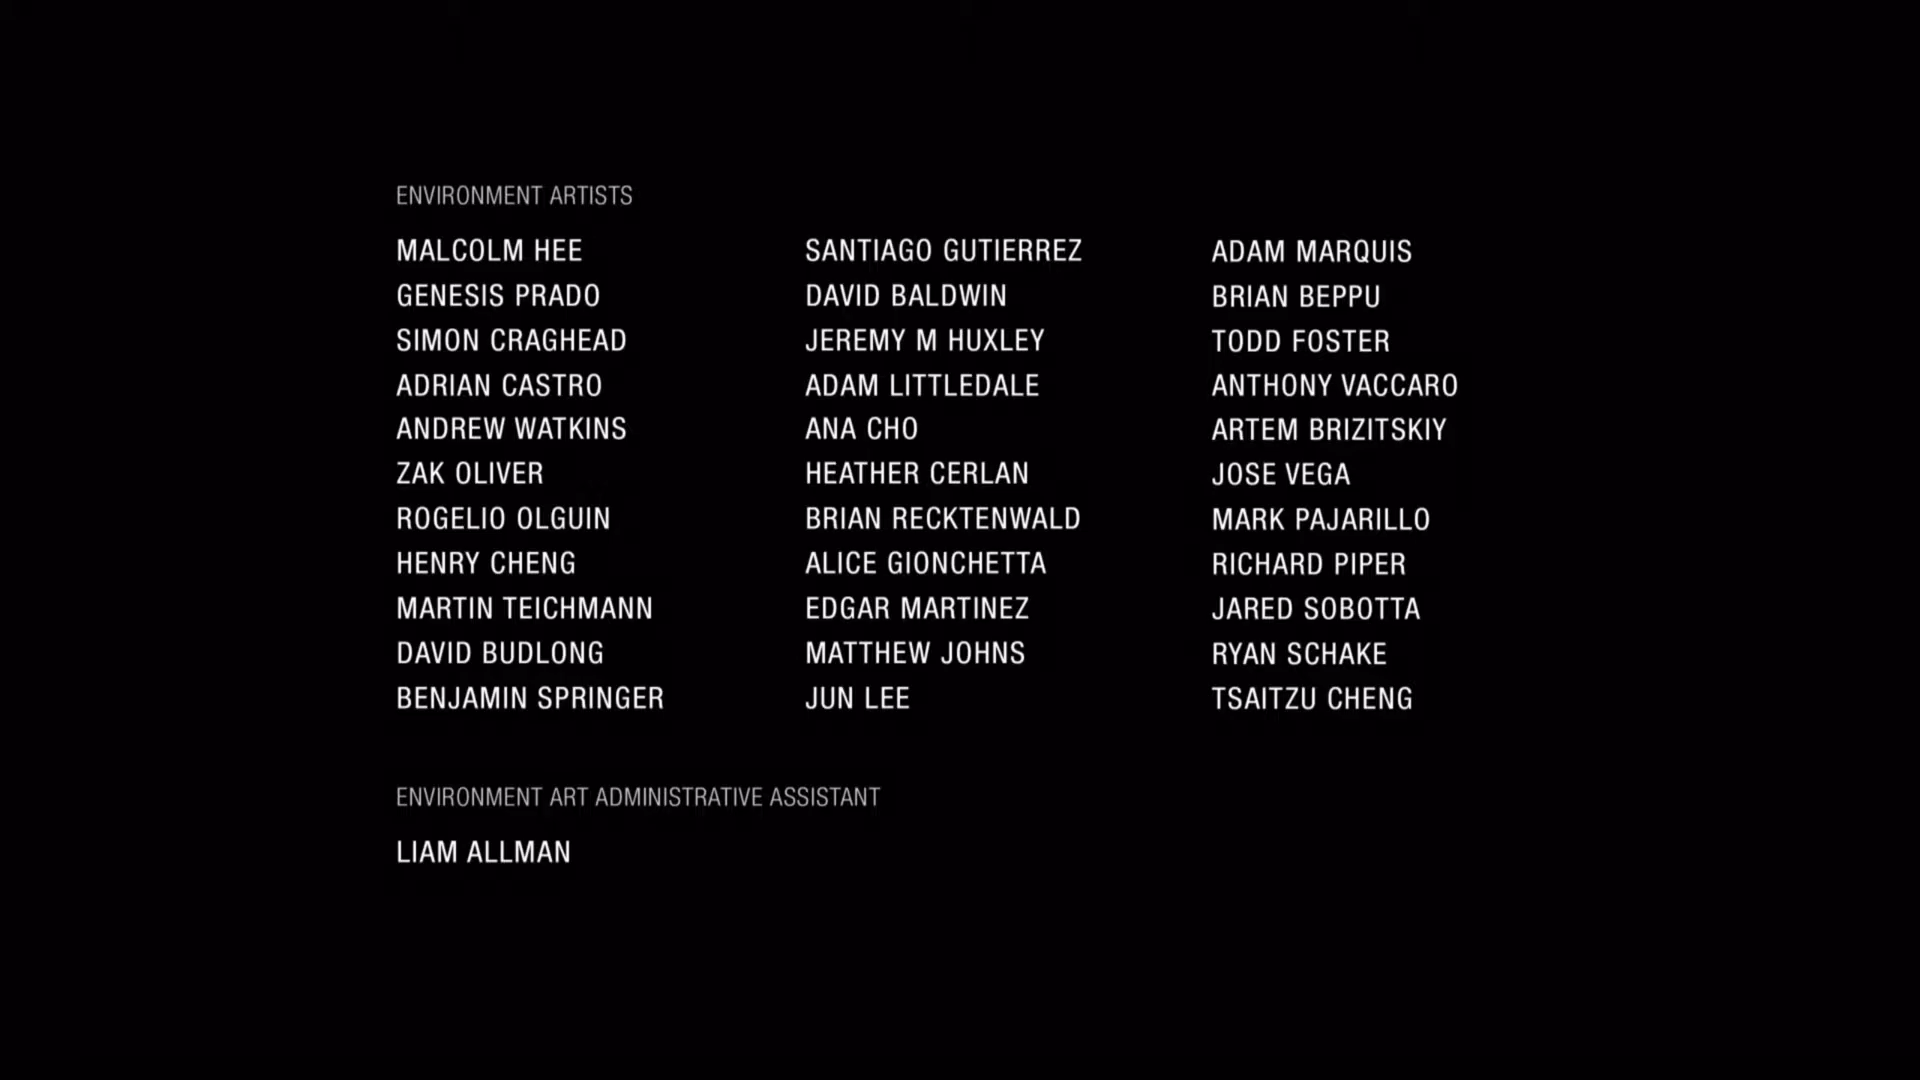 ENVIRONMENT ARTISTS
MALCOLM HEE
GENESIS PRADO
SIMON CRAGHEAD
ADRIAN CASTRO
ANDREW WATKINS
ZAK OLIVER
ROGELIO OLGUIN
HENRY CHENG
MARTIN TEICHMANN
DAVID BUDLONG
BENJAMIN SPRINGER
SANTIAGO GUTIERREZ
DAVID BALDWIN
JEREMY M HUXLEY
ADAM LITTLEDALE
ANA CHO
HEATHER CERLAN
BRIAN RECKTENWALD
ALICE GIONCHETTA
EDGAR MARTINEZ
MATTHEW JOHNS
JUN LEE
ADAM MARQUIS
BRIAN BEPPU
TODD FOSTER
ANTHONY VACCARO
ARTEM BRIZITSKIY
JOSE VEGA
MARK PAJARILLO
RICHARD PIPER
JARED SOBOTTA
RYAN SCHAKE
TSAITZU CHENG
ENVIRONMENT ART ADMINISTRATIVE ASSISTANT
LIAM ALLMAN